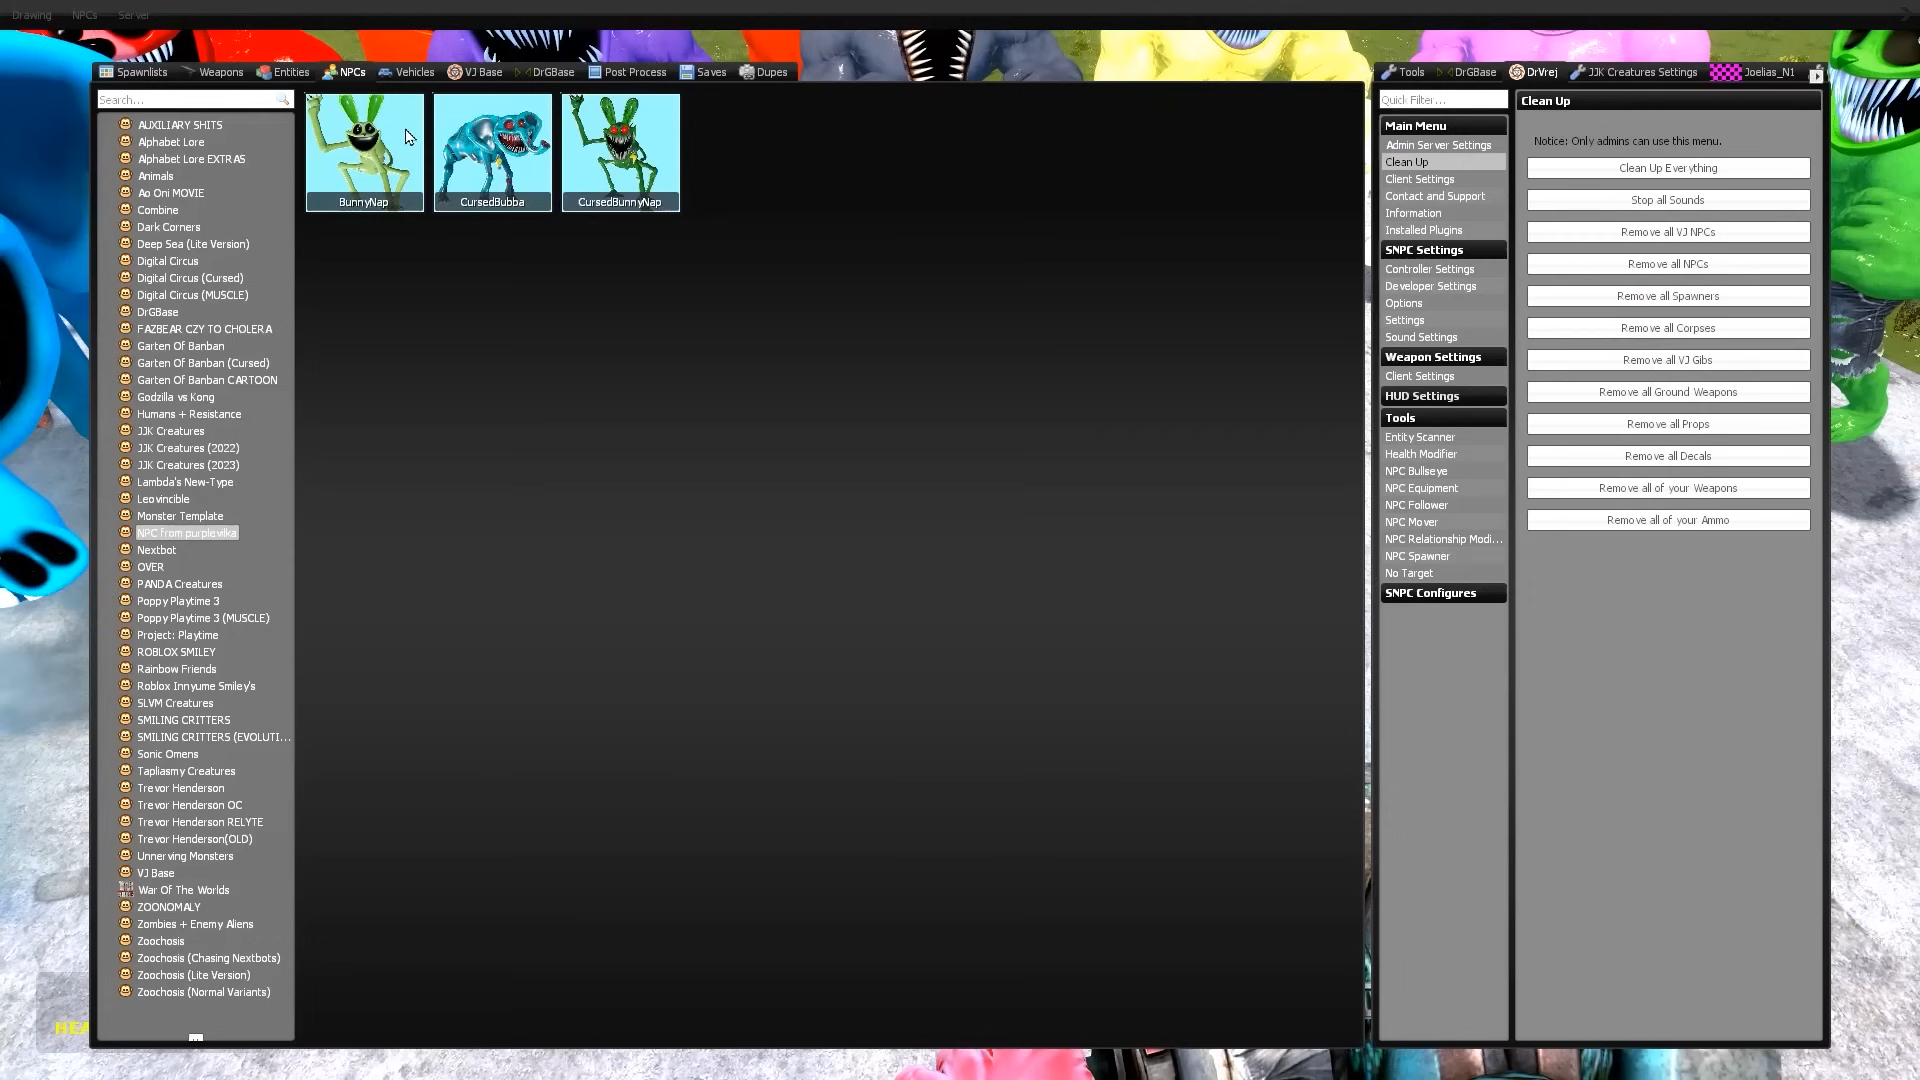 Drawing NPCs Server
Spawnlists Weapons Entities NPCs Vehicles VJ Base DrGBase Post Process Saves Dupes
Search...
AUXILIARY SHITS
Alphabet Lore
Alphabet Lore EXTRAS
Animals
Ao Oni MOVIE
Combine
Dark Corners
Deep Sea (Lite Version)
Digital Circus
Digital Circus (Cursed)
Digital Circus (MUSCLE)
DrGBase
FAZBEAR CZY TO CHOLERA
Garten Of Banban
Garten Of Banban (Cursed)
Garten Of Banban CARTOON
Godzilla vs Kong
Humans + Resistance
JJK Creatures
JJK Creatures (2022)
JJK Creatures (2023)
Lambda's New-Type
Leovincible
Monster Template
NPC from purplevilka
Nextbot
OVER
PANDA Creatures
Poppy Playtime 3
Poppy Playtime 3 (MUSCLE)
Project: Playtime
ROBLOX SMILEY
Rainbow Friends
Roblox Innyume Smiley's
SLVM Creatures
SMILING CRITTERS
SMILING CRITTERS (EVOLUTI...
Sonic Omens
Tapliasmy Creatures
Trevor Henderson
Trevor Henderson OC
Trevor Henderson RELYTE
Trevor Henderson(OLD)
Unnerving Monsters
VJ Base
War Of The Worlds
ZOONOMALY
Zombies + Enemy Aliens
Zoochosis
Zoochosis (Chasing Nextbots)
Zoochosis (Lite Version)
Zoochosis (Normal Variants)
BunnyNap CursedBubba CursedBunnyNap
Tools DrGBase DrVrej JJK Creatures Settings Joelias_N1
Quick Filter...
Main Menu
Admin Server Settings
Clean Up
Client Settings
Contact and Support
Information
Installed Plugins
SNPC Settings
Controller Settings
Developer Settings
Options
Settings
Sound Settings
Weapon Settings
Client Settings
HUD Settings
Tools
Entity Scanner
Health Modifier
NPC Bullseye
NPC Equipment
NPC Follower
NPC Mover
NPC Relationship Modi...
NPC Spawner
No Target
SNPC Configures
Clean Up
Notice: Only admins can use this menu.
Clean Up Everything
Stop all Sounds
Remove all VJ NPCs
Remove all NPCs
Remove all Spawners
Remove all Corpses
Remove all VJ Gibs
Remove all Ground Weapons
Remove all Props
Remove all Decals
Remove all of your Weapons
Remove all of your Ammo